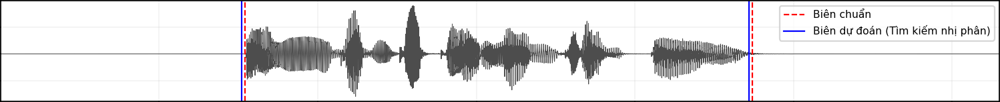 Biên chuẩn
Biên dự đoán (Tìm kiếm nhị phân)